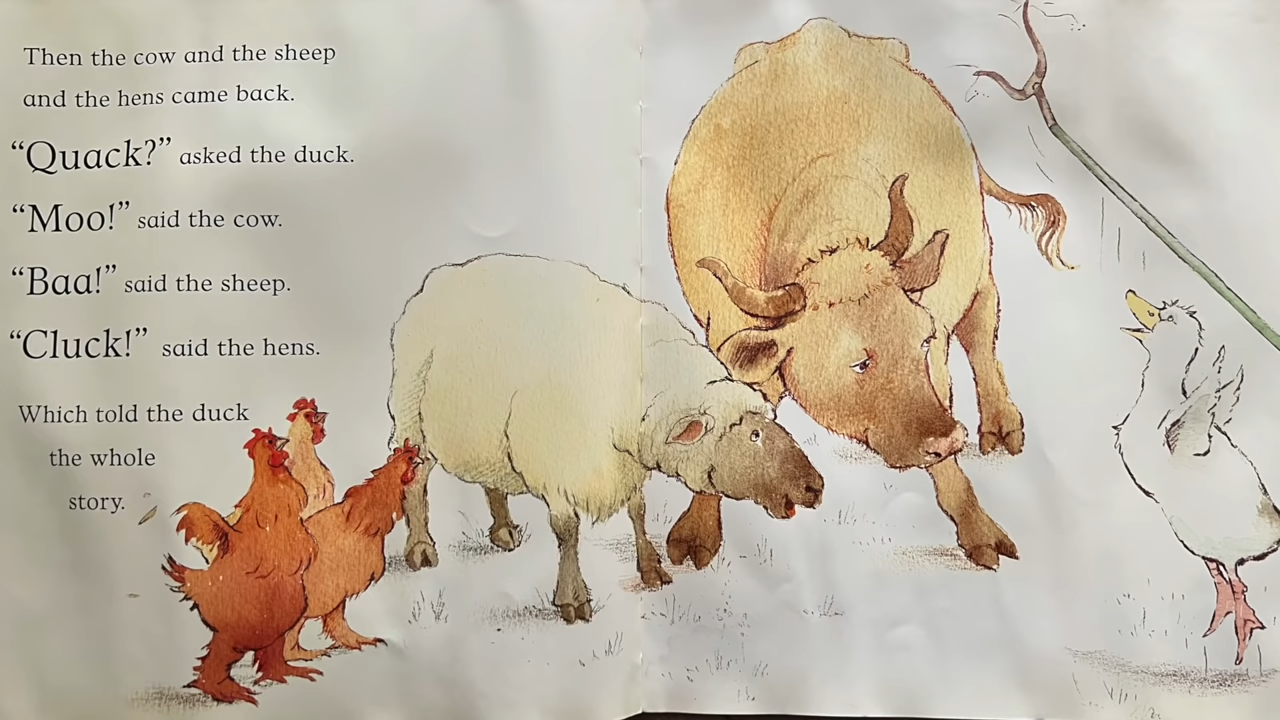 Then the cow and the sheep
and the hens came back.
“Quack?” asked the duck.
“Moo!” said the cow.
“Baa!” said the sheep.
“Cluck!” said the hens.
Which told the duck
the whole
story.